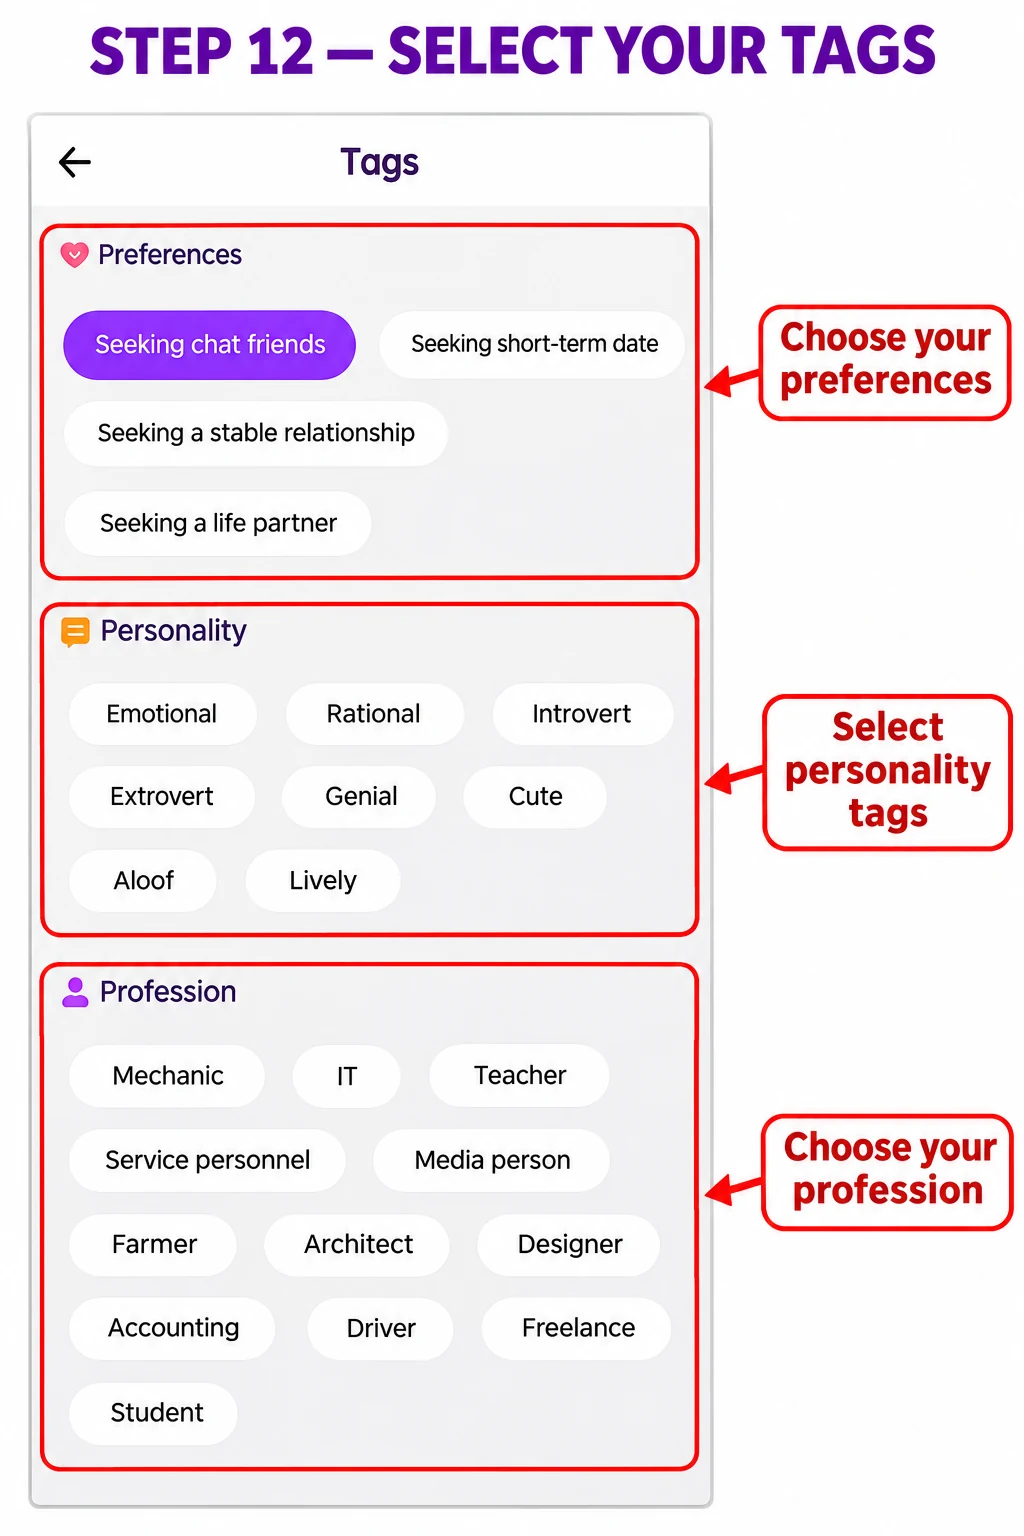 STEP 12 — SELECT YOUR TAGS
Tags
Preferences
Seeking chat friends
Seeking short-term date
Seeking a stable relationship
Seeking a life partner
Choose your
preferences
Personality
Emotional
Rational
Introvert
Extrovert
Genial
Cute
Aloof
Lively
Select
personality
tags
Profession
Mechanic
IT
Teacher
Service personnel
Media person
Farmer
Architect
Designer
Accounting
Driver
Freelance
Student
Choose your
profession